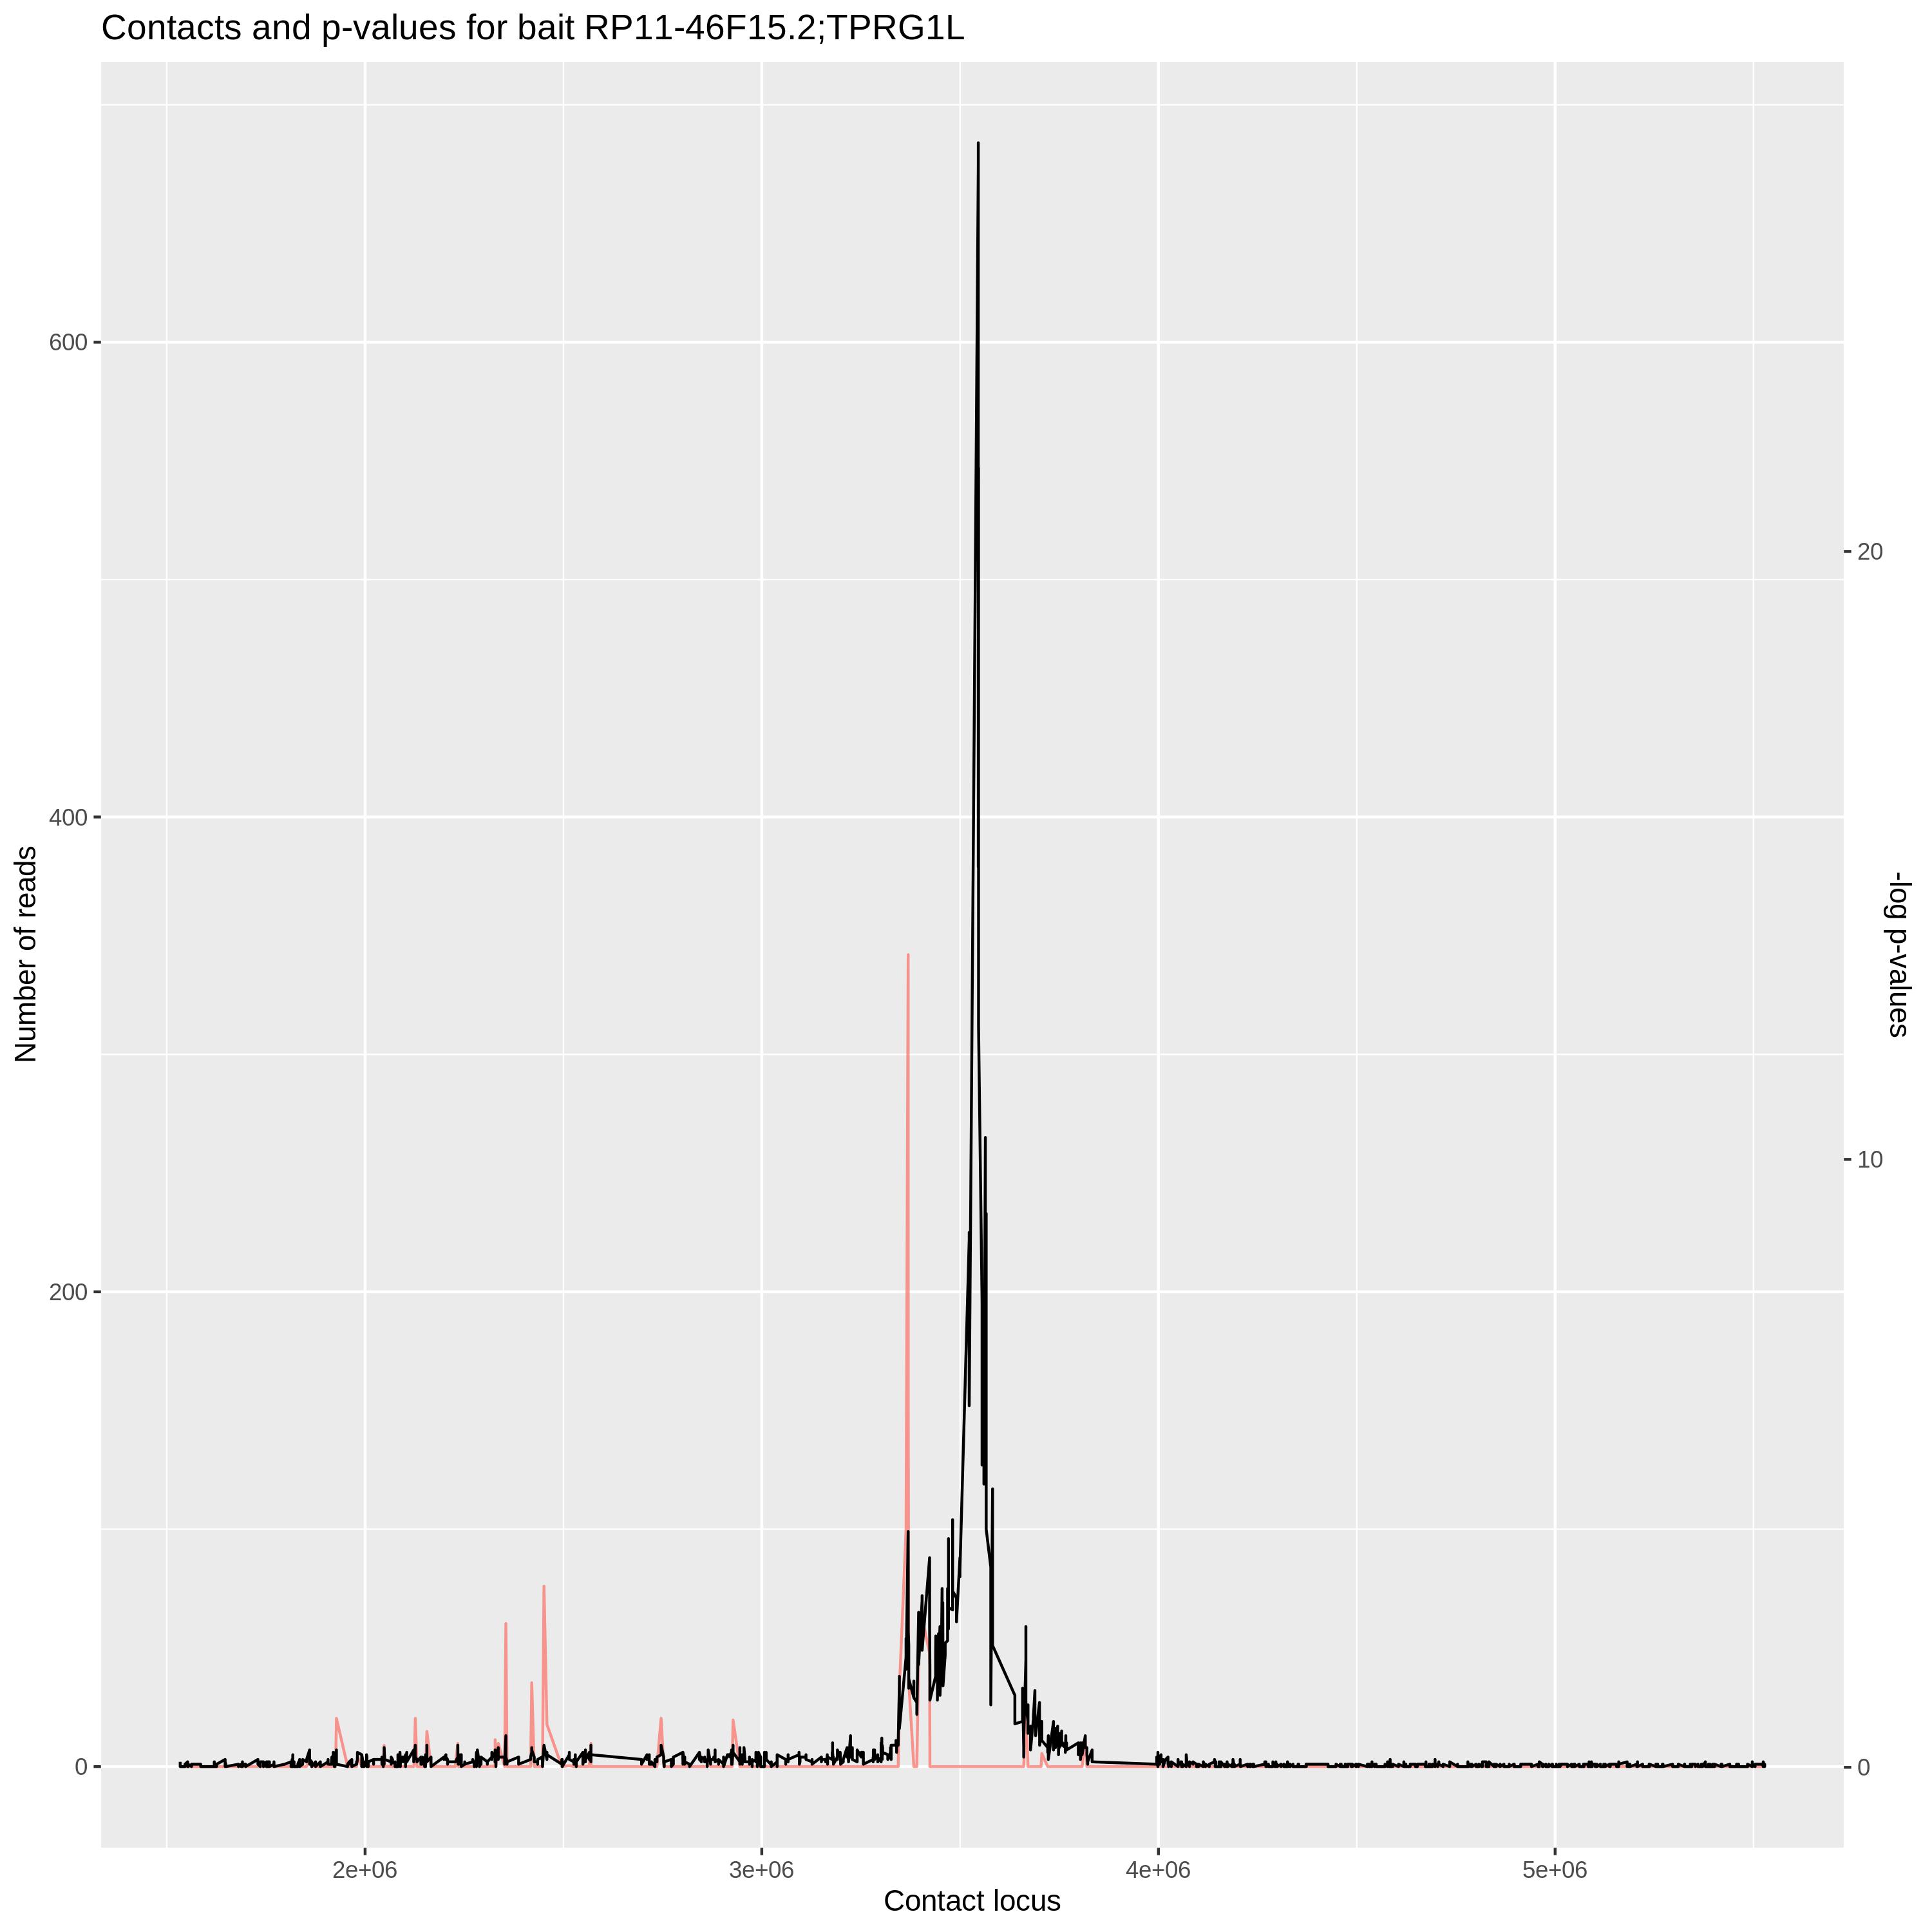 Contacts and p-values for bait RP11-46F15.2;TPRG1L
600
400
200
0
Number of reads
20
10
0
-log p-values
2e+06
3e+06
4e+06
5e+06
Contact locus